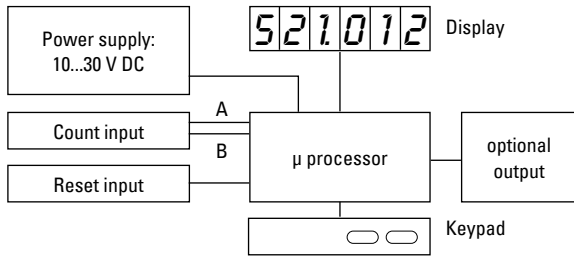 Power supply:
10...30 V DC
521.012
Display
A
Count input
B
µ processor
optional
output
Reset input
Keypad